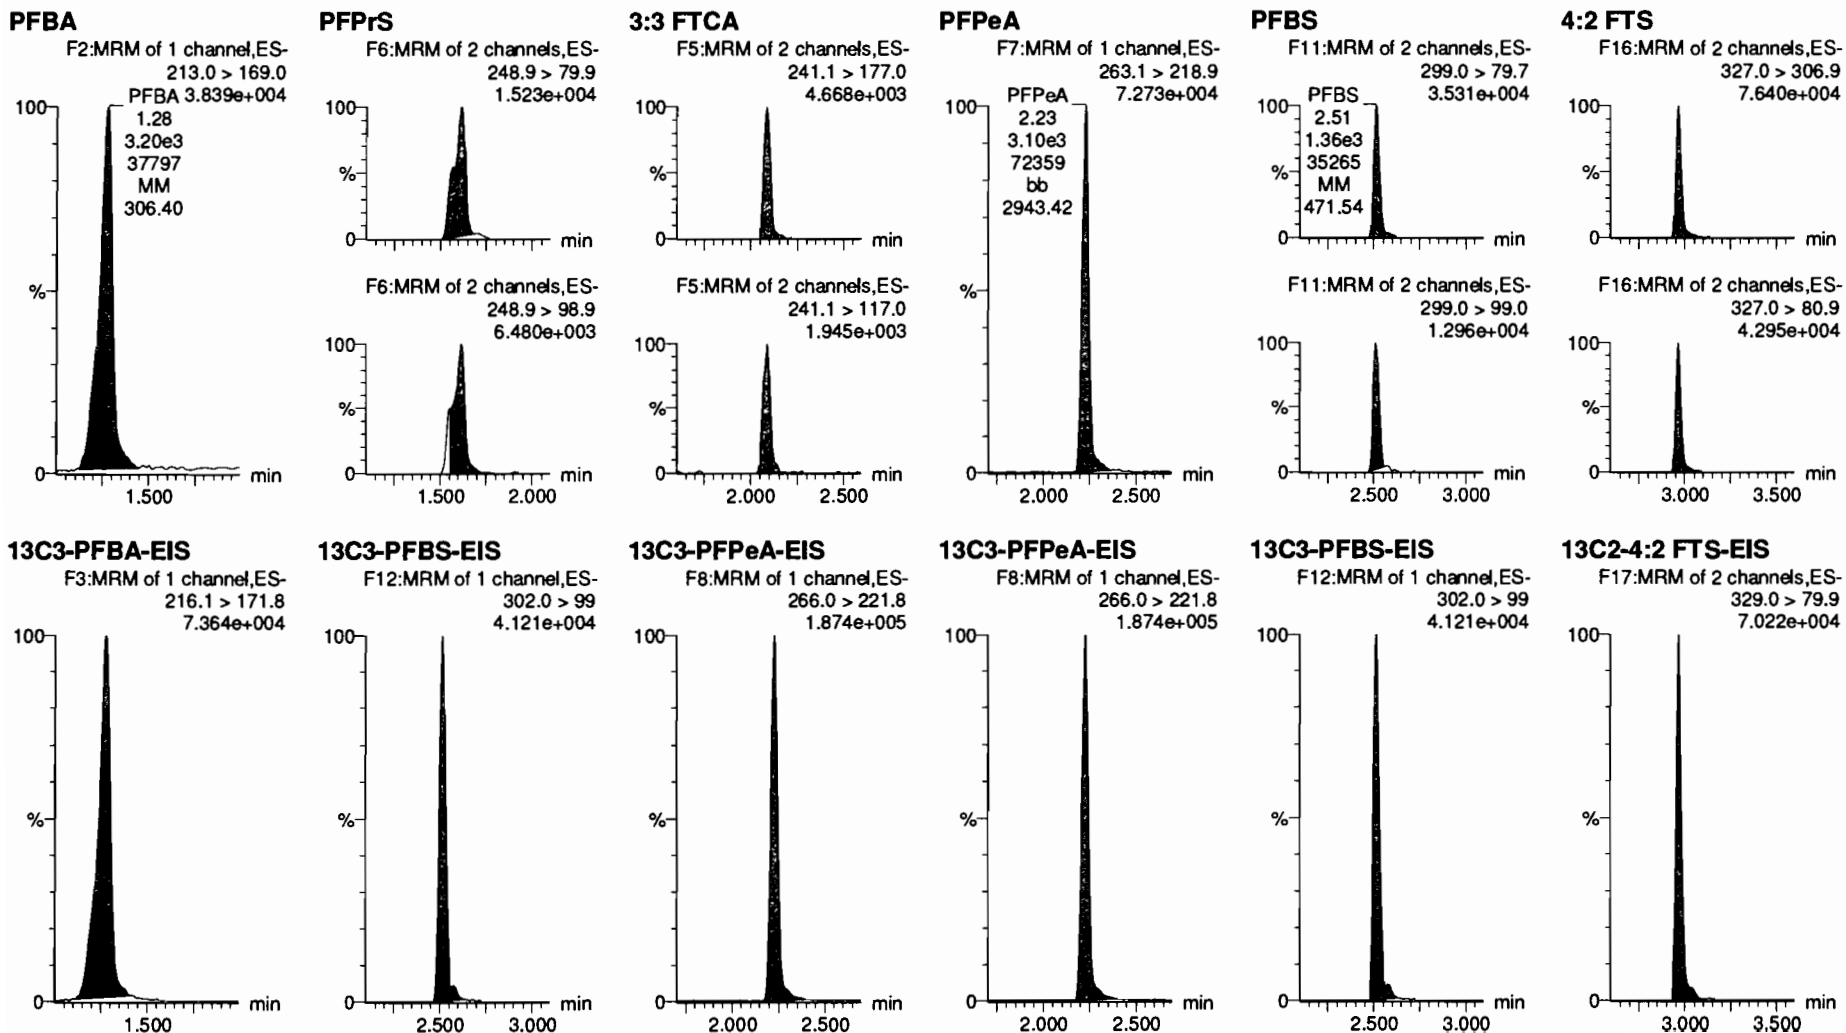 PFBA
F2:MRM of 1 channel,ES-
213.0 > 169.0
PFBA 3.839e+004
1.28
3.20e3
37797
MM
306.40
100
%
0
min
1.500
PFPrS
F6:MRM of 2 channels,ES-
248.9 > 79.9
1.523e+004
100
%
0
min
F6:MRM of 2 channels,ES-
248.9 > 98.9
6.480e+003
100
%
0
min
1.500 2.000
3:3 FTCA
F5:MRM of 2 channels,ES-
241.1 > 177.0
4.668e+003
100
%
0
min
F5:MRM of 2 channels,ES-
241.1 > 117.0
1.945e+003
100
%
0
min
2.000 2.500
PFPeA
F7:MRM of 1 channel,ES-
263.1 > 218.9
7.273e+004
PFPeA
2.23
3.10e3
72359
bb
2943.42
100
%
0
min
2.000 2.500
PFBS
F11:MRM of 2 channels,ES-
299.0 > 79.7
3.531e+004
PFBS
2.51
1.36e3
35265
MM
471.54
100
%
0
min
F11:MRM of 2 channels,ES-
299.0 > 99.0
1.296e+004
100
%
0
min
2.500 3.000
4:2 FTS
F16:MRM of 2 channels,ES-
327.0 > 306.9
7.640e+004
100
%
0
min
F16:MRM of 2 channels,ES-
327.0 > 80.9
4.295e+004
100
%
0
min
3.000 3.500
13C3-PFBA-EIS
F3:MRM of 1 channel,ES-
216.1 > 171.8
7.364e+004
100
%
0
min
1.500
13C3-PFBS-EIS
F12:MRM of 1 channel,ES-
302.0 > 99
4.121e+004
100
%
0
min
2.500 3.000
13C3-PFPeA-EIS
F8:MRM of 1 channel,ES-
266.0 > 221.8
1.874e+005
100
%
0
min
2.000 2.500
13C3-PFPeA-EIS
F8:MRM of 1 channel,ES-
266.0 > 221.8
1.874e+005
100
%
0
min
2.000 2.500
13C3-PFBS-EIS
F12:MRM of 1 channel,ES-
302.0 > 99
4.121e+004
100
%
0
min
2.500 3.000
13C2-4:2 FTS-EIS
F17:MRM of 2 channels,ES-
329.0 > 79.9
7.022e+004
100
%
0
min
3.000 3.500